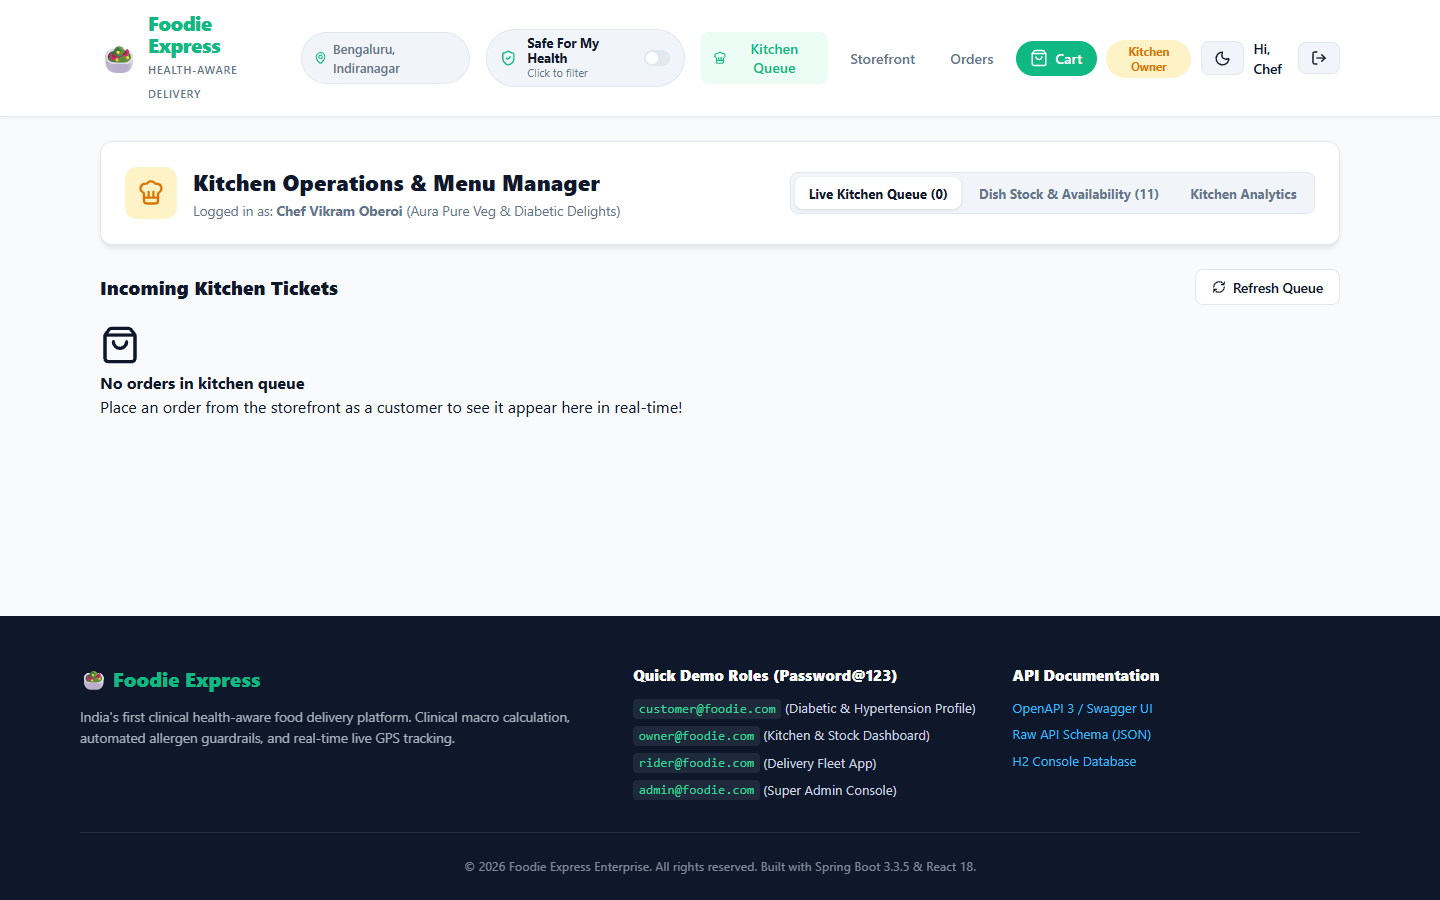 Foodie
Express
HEALTH-AWARE
DELIVERY
Bengaluru,
Indiranagar
Safe For My
Health
Click to filter
Kitchen
Queue
Storefront
Orders
Cart
Kitchen
Owner
Hi,
Chef
Kitchen Operations & Menu Manager
Logged in as: Chef Vikram Oberoi (Aura Pure Veg & Diabetic Delights)
Live Kitchen Queue (0)
Dish Stock & Availability (11)
Kitchen Analytics
Incoming Kitchen Tickets
Refresh Queue
No orders in kitchen queue
Place an order from the storefront as a customer to see it appear here in real-time!
Foodie Express
India's first clinical health-aware food delivery platform. Clinical macro calculation,
automated allergen guardrails, and real-time live GPS tracking.
Quick Demo Roles (Password@123)
customer@foodie.com (Diabetic & Hypertension Profile)
owner@foodie.com (Kitchen & Stock Dashboard)
rider@foodie.com (Delivery Fleet App)
admin@foodie.com (Super Admin Console)
API Documentation
OpenAPI 3 / Swagger UI
Raw API Schema (JSON)
H2 Console Database
© 2026 Foodie Express Enterprise. All rights reserved. Built with Spring Boot 3.3.5 & React 18.